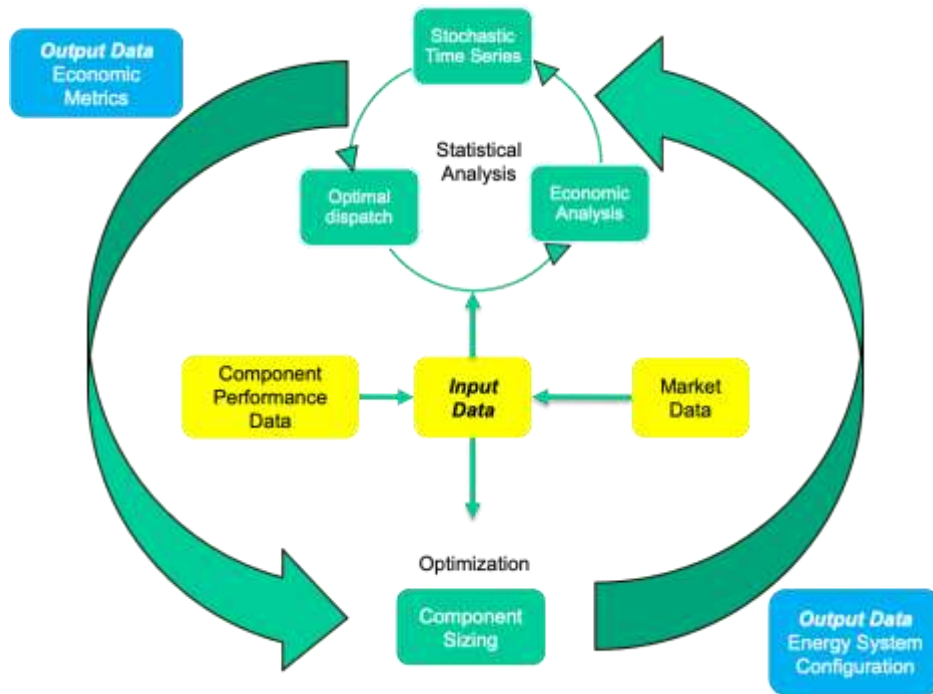 Output Data
Economic
Metrics
Stochastic
Time Series
Statistical
Analysis
Optimal
dispatch
Economic
Analysis
Component
Performance
Data
Input
Data
Market
Data
Optimization
Component
Sizing
Output Data
Energy System
Configuration